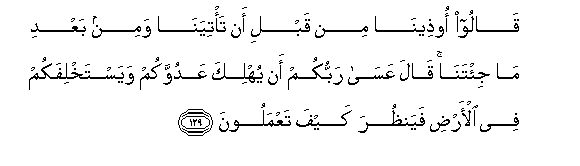 قَالُوٓا۟ أُوذِينَا مِن قَبْلِ أَن تَأْتِيَنَا وَمِنۢ بَعْدِ
مَا جِئْتَنَا ۚ قَالَ عَسَىٰ رَبُّكُمْ أَن يُهْلِكَ عَدُوَّكُمْ وَيَسْتَخْلِفَكُمْ
فِى ٱلْأَرْضِ فَيَنظُرَ كَيْفَ تَعْمَلُونَ ١٢٩